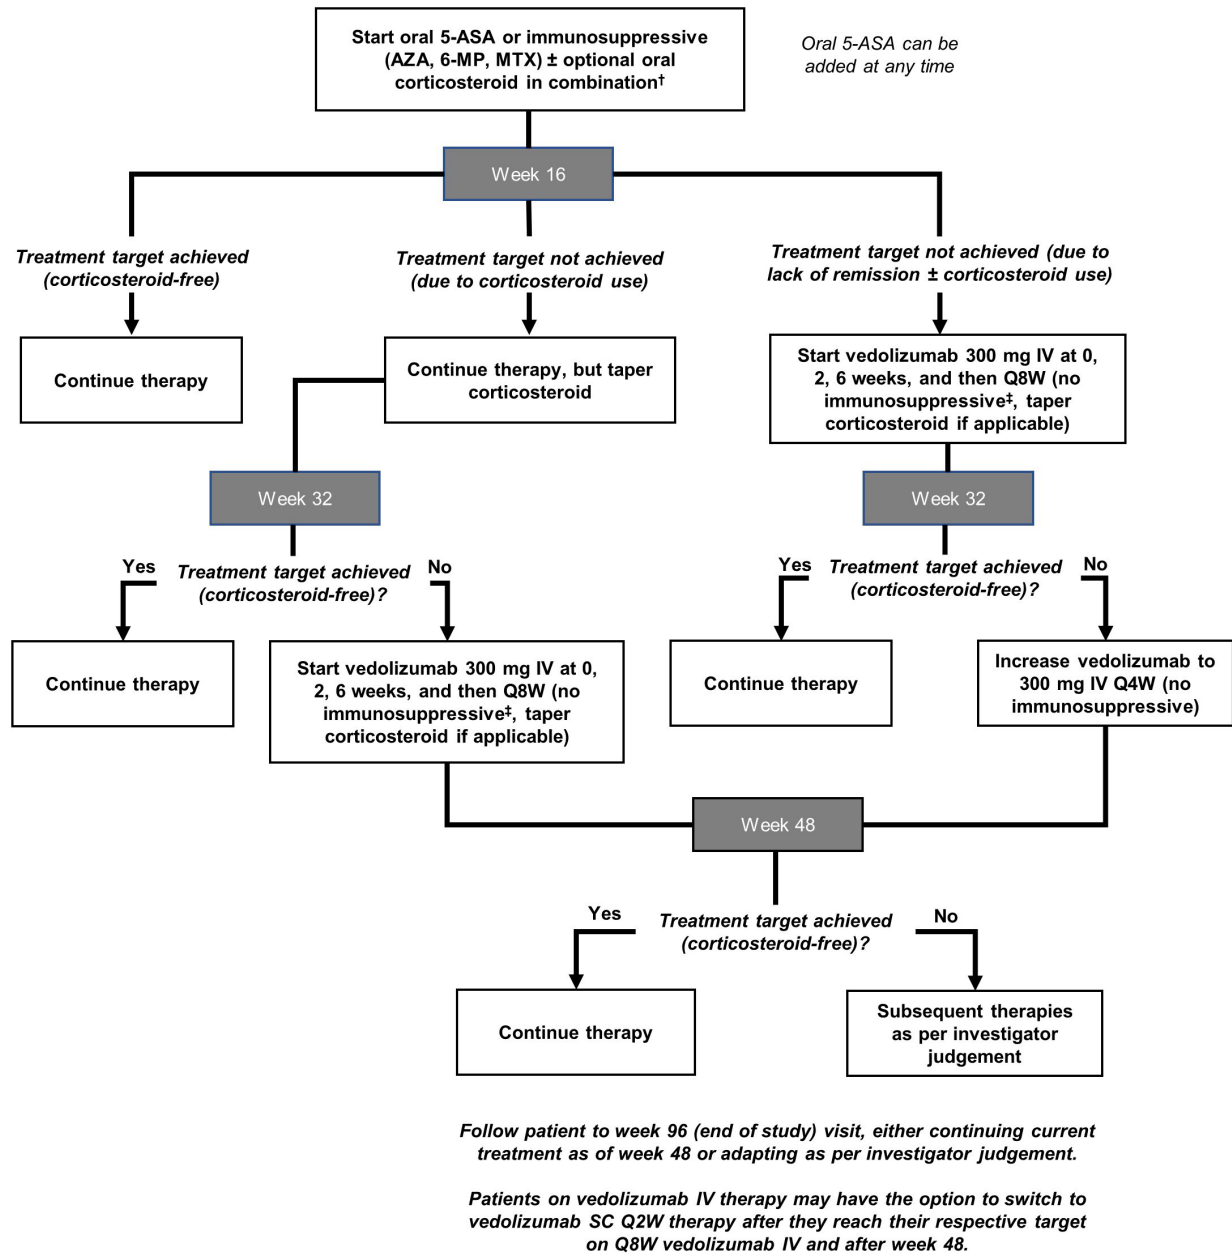 Start oral 5-ASA or immunosuppressive
(AZA, 6-MP, MTX) ± optional oral
corticosteroid in combination†
Oral 5-ASA can be
added at any time
Week 16
Treatment target achieved
(corticosteroid-free)
Treatment target not achieved
(due to corticosteroid use)
Treatment target not achieved (due to
lack of remission ± corticosteroid use)
Continue therapy
Continue therapy, but taper
corticosteroid
Start vedolizumab 300 mg IV at 0,
2, 6 weeks, and then Q8W (no
immunosuppressive‡, taper
corticosteroid if applicable)
Week 32
Week 32
Yes
Treatment target achieved
(corticosteroid-free)?
No
Yes
Treatment target achieved
(corticosteroid-free)?
No
Continue therapy
Start vedolizumab 300 mg IV at 0,
2, 6 weeks, and then Q8W (no
immunosuppressive‡, taper
corticosteroid if applicable)
Continue therapy
Increase vedolizumab to
300 mg IV Q4W (no
immunosuppressive)
Week 48
Yes
Treatment target achieved
(corticosteroid-free)?
No
Continue therapy
Subsequent therapies
as per investigator
judgement
Follow patient to week 96 (end of study) visit, either continuing current
treatment as of week 48 or adapting as per investigator judgement.
Patients on vedolizumab IV therapy may have the option to switch to
vedolizumab SC Q2W therapy after they reach their respective target
on Q8W vedolizumab IV and after week 48.